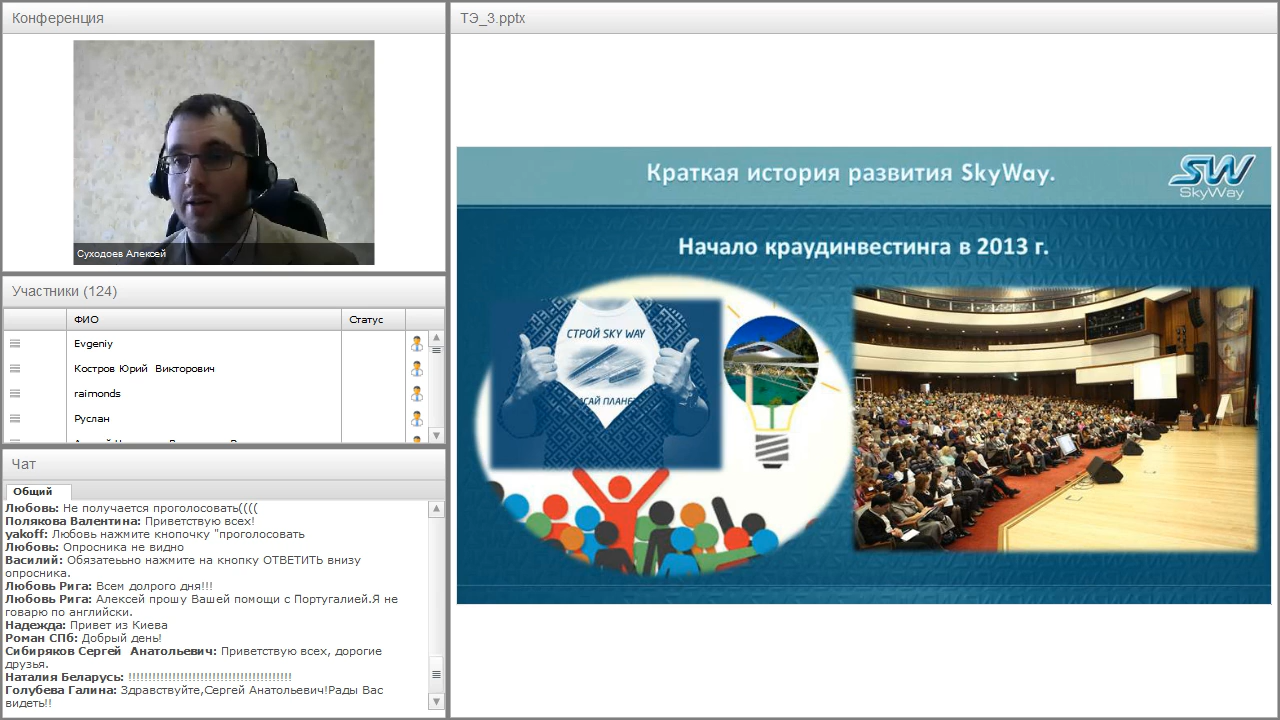 Конференция
Суходоев Алексей
Участники (124)
ФИО
Статус
Evgeniy
Костров Юрий Викторович
raimonds
Руслан
Чат
Общий
Любовь: Не получается проголосовать((((
Полякова Валентина: Приветствую всех!
yakoff: Любовь нажмите кнопочку "проголосовать
Любовь: Опросника не видно
Василий: Обязатеьно нажмите на кнопку ОТВЕТИТЬ внизу
опросника.
Любовь Рига: Всем долрого дня!!!
Любовь Рига: Алексей прошу Вашей помощи с Португалией.Я не
говарю по английски.
Надежда: Привет из Киева
Роман СПб: Добрый день!
Сибиряков Сергей Анатольевич: Приветствую всех, дорогие
друзья.
Наталия Беларусь: !!!!!!!!!!!!!!!!!!!!!!!!!!!!!!!!!!!!!!!!!
Голубева Галина: Здравствуйте,Сергей Анатольевич!Рады Вас
видеть!!
ТЭ_3.pptx
Краткая история развития SkyWay.
SW
SkyWay
Начало краудинвестинга в 2013 г.
СТРОЙ SKY WAY